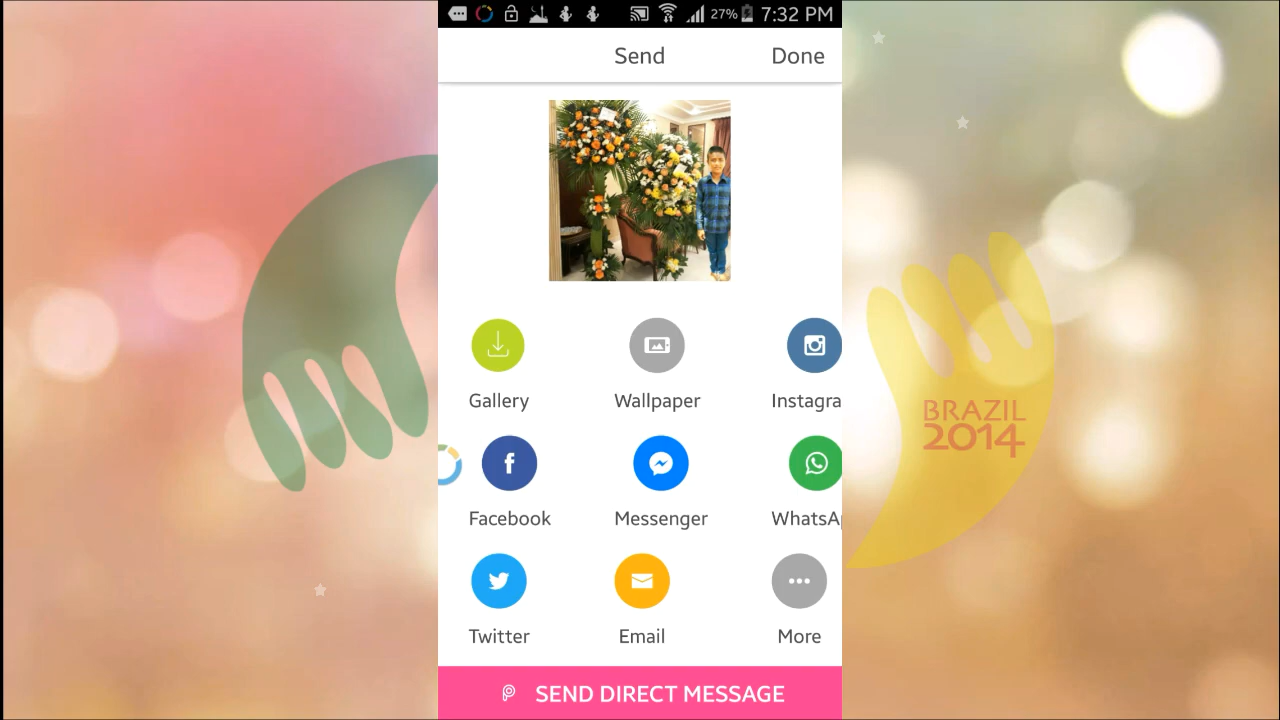 27% 7:32 PM
Send Done
Gallery Wallpaper Instagra
Facebook Messenger WhatsAp
Twitter Email More
SEND DIRECT MESSAGE
BRAZIL
2014